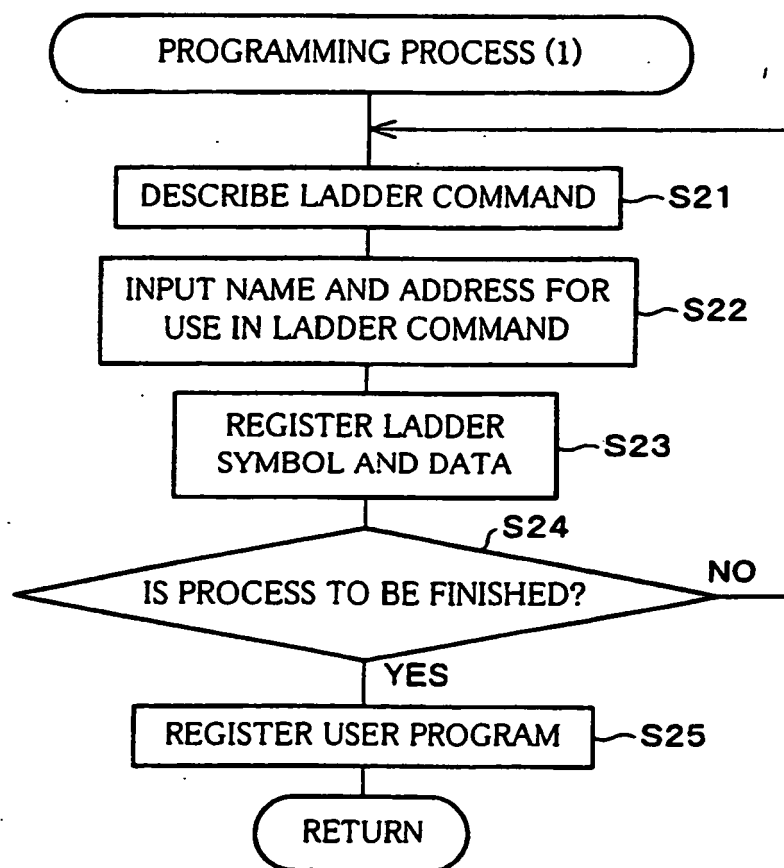 PROGRAMMING PROCESS (1)
DESCRIBE LADDER COMMAND
S21
INPUT NAME AND ADDRESS FOR
USE IN LADDER COMMAND
S22
REGISTER LADDER
SYMBOL AND DATA
S23
S24
IS PROCESS TO BE FINISHED?
NO
YES
REGISTER USER PROGRAM
S25
RETURN